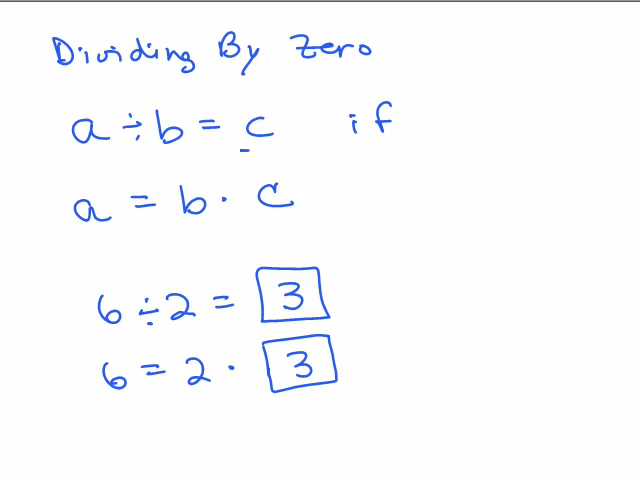 Dividing By Zero
a ÷ b = c if
a = b · c
6 ÷ 2 = 3
6 = 2 · 3